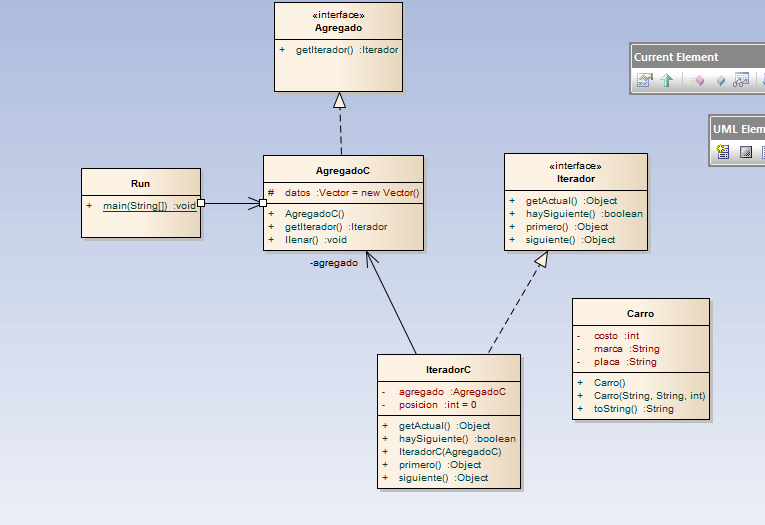 «interface»
Agregado
+ getIterador() :Iterador
Current Element
UML Elem
Run
+ main(String[]) :void
AgregadoC
# datos :Vector = new Vector()
+ AgregadoC()
+ getIterador() :Iterador
+ llenar() :void
-agregado
«interface»
Iterador
+ getActual() :Object
+ haySiguiente() :boolean
+ primero() :Object
+ siguiente() :Object
IteradorC
- agregado :AgregadoC
- posicion :int = 0
+ getActual() :Object
+ haySiguiente() :boolean
+ IteradorC(AgregadoC)
+ primero() :Object
+ siguiente() :Object
Carro
- costo :int
- marca :String
- placa :String
+ Carro()
+ Carro(String, String, int)
+ toString() :String